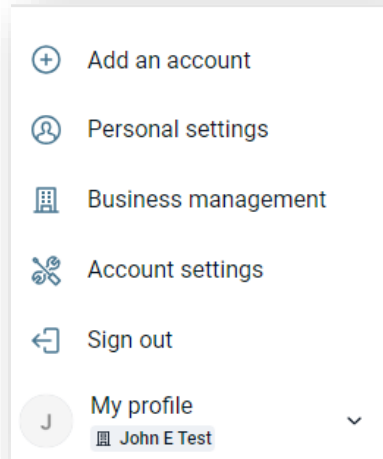 Add an account
Personal settings
Business management
Account settings
Sign out
J
My profile
John E Test